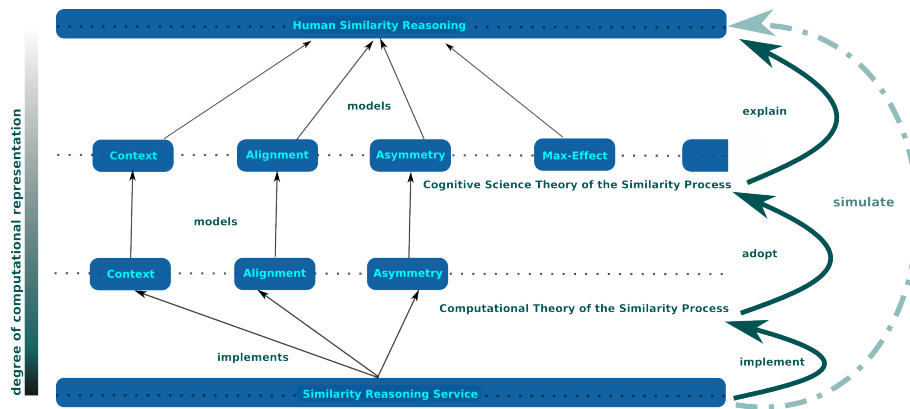 Human Similarity Reasoning
models
explain
Context
Alignment
Asymmetry
Max-Effect
Cognitive Science Theory of the Similarity Process
simulate
models
degree of computational representation
adopt
Context
Alignment
Asymmetry
Computational Theory of the Similarity Process
implements
implement
Similarity Reasoning Service